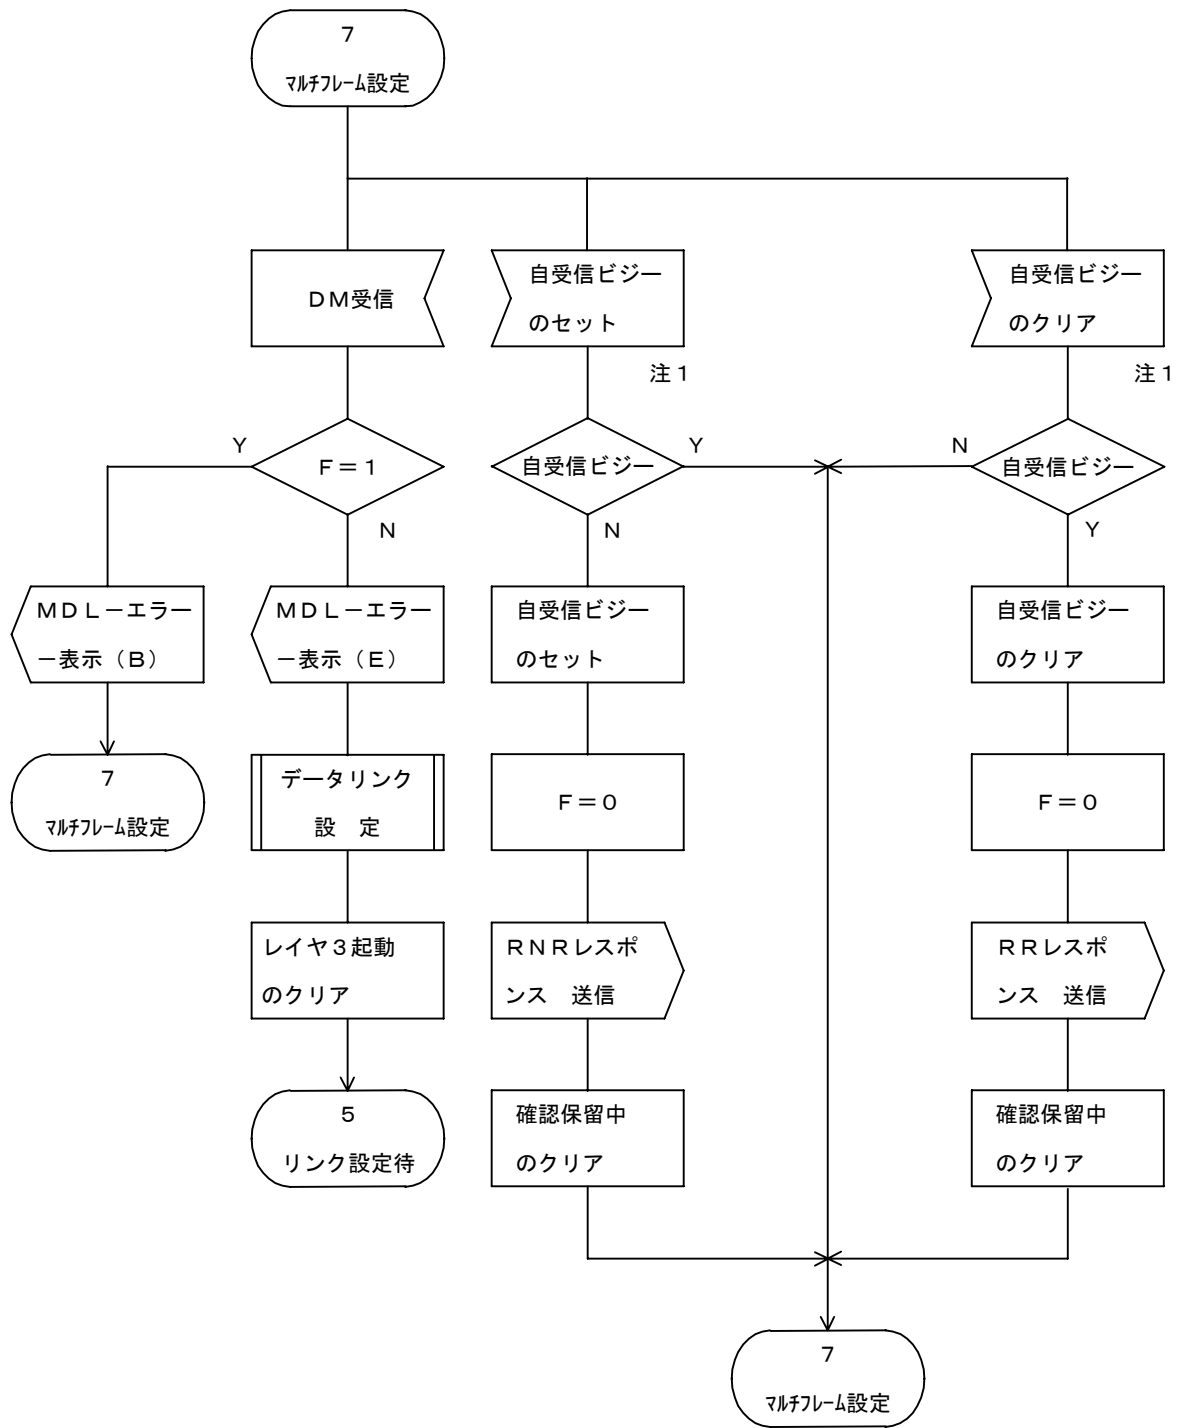 7
マルチフレーム設定
DM受信
自受信ビジー
のセット
自受信ビジー
のクリア
注1
注1
Y
F=1
N
自受信ビジー
Y
N
N
自受信ビジー
Y
MDL-エラー
-表示(B)
MDL-エラー
-表示(E)
自受信ビジー
のセット
自受信ビジー
のクリア
7
マルチフレーム設定
データリンク
設 定
F=0
F=0
レイヤ3起動
のクリア
RNRレスポ
ンス 送信
RRレスポ
ンス 送信
5
リンク設定待
確認保留中
のクリア
確認保留中
のクリア
7
マルチフレーム設定